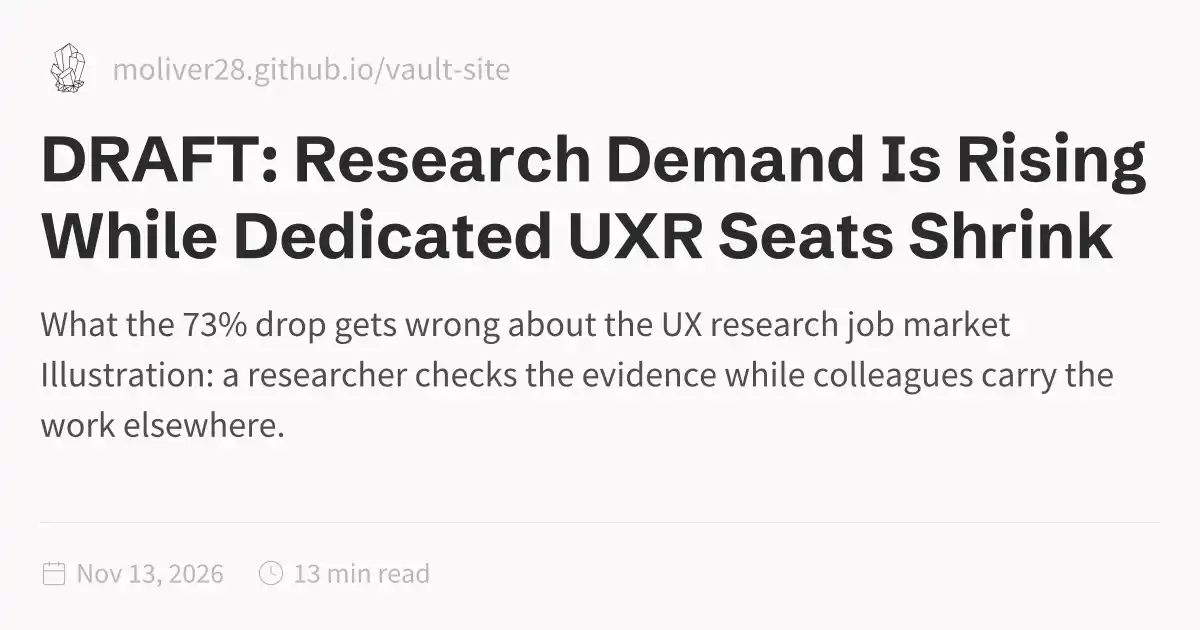 moliver28.github.io/vault-site
DRAFT: Research Demand Is Rising
While Dedicated UXR Seats Shrink
What the 73% drop gets wrong about the UX research job market
Illustration: a researcher checks the evidence while colleagues carry the
work elsewhere.
Nov 13, 2026 13 min read